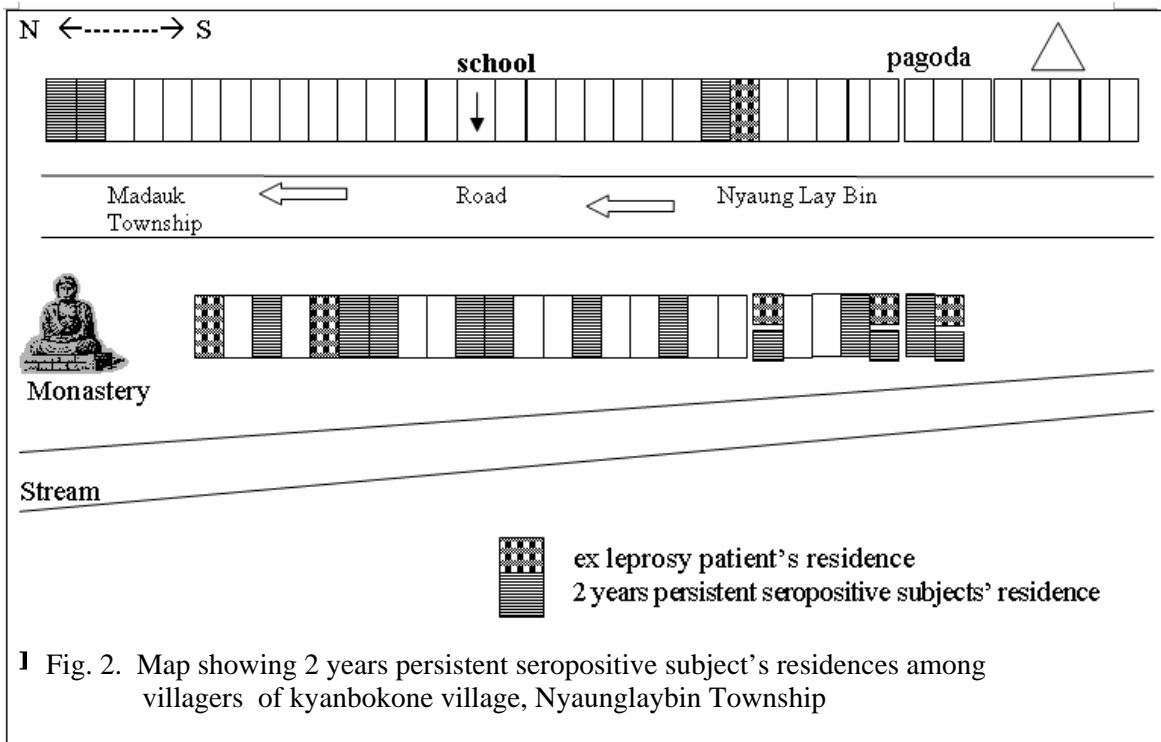 N <--------> S
school
pagoda
Madauk
Township
Road
Nyaung Lay Bin
Monastery
Stream
ex leprosy patient's residence
2 years persistent seropositive subjects' residence
Fig. 2. Map showing 2 years persistent seropositive subject's residences among
villagers of kyanbokone village, Nyaunglaybin Township